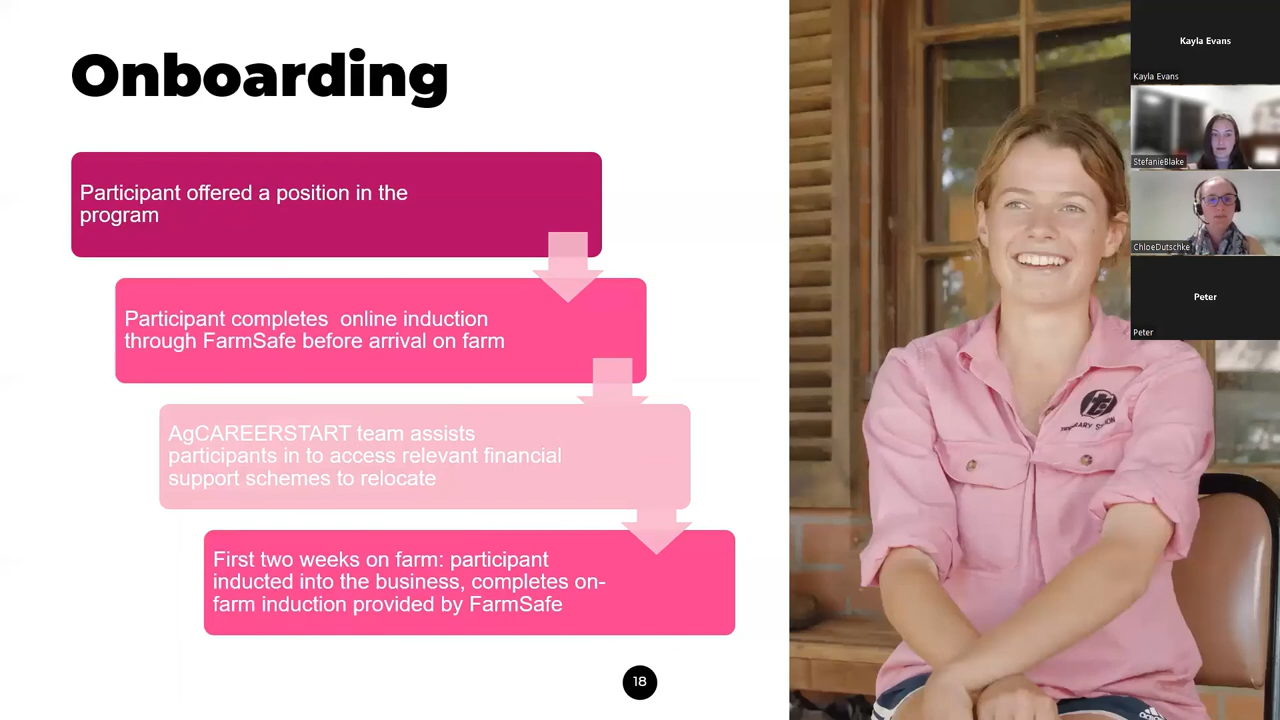 Onboarding
Participant offered a position in the
program
Participant completes  online induction
through FarmSafe before arrival on farm
AgCAREERSTART team assists
participants in to access relevant financial
support schemes to relocate
First two weeks on farm: participant
inducted into the business, completes on-
farm induction provided by FarmSafe
18
Kayla Evans
Kayla Evans
StefanieBlake
ChloeDutschke
Peter
Peter